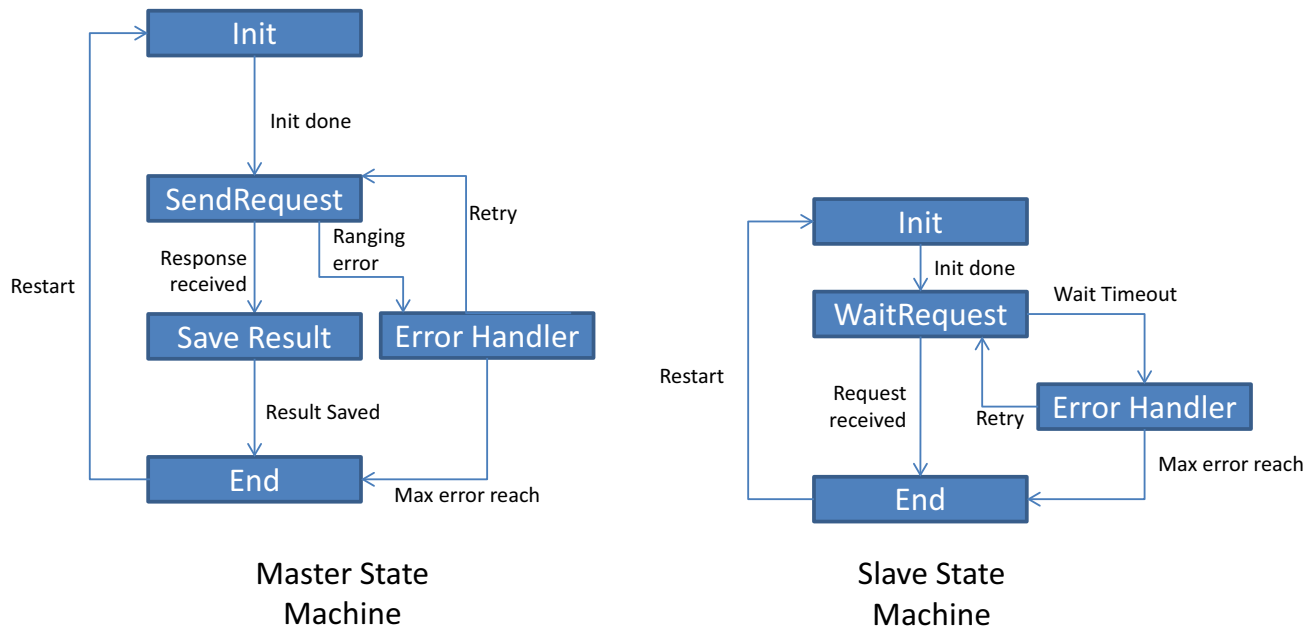 Init
Init done
SendRequest
Retry
Ranging
error
Response
received
Restart
Save Result
Error Handler
Result Saved
End
Max error reach
Master State
Machine
Init
Init done
Wait Timeout
WaitRequest
Restart
Request
received
Retry
Error Handler
Max error reach
End
Slave State
Machine